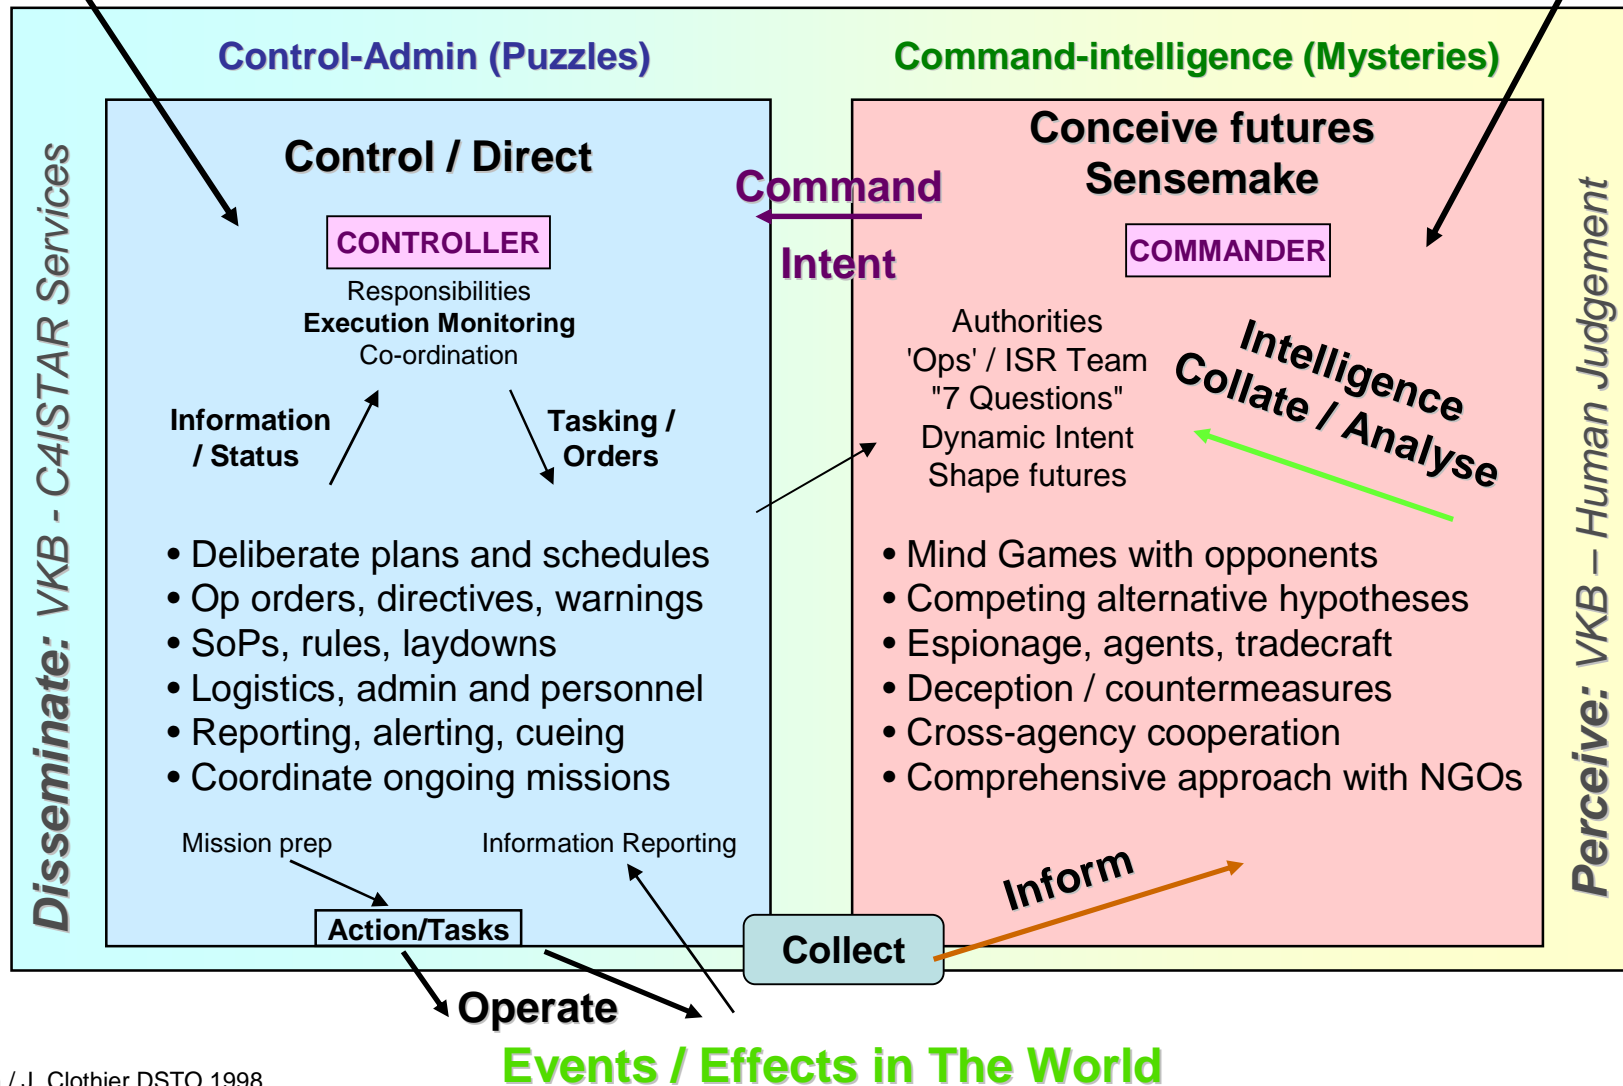 Control-Admin (Puzzles)
Command-intelligence (Mysteries)
Disseminate: VKB - C4ISTAR Services
Control / Direct
CONTROLLER
Responsibilities
Execution Monitoring
Co-ordination
Information
/ Status
Tasking /
Orders
• Deliberate plans and schedules
• Op orders, directives, warnings
• SoPs, rules, laydowns
• Logistics, admin and personnel
• Reporting, alerting, cueing
• Coordinate ongoing missions
Mission prep
Information Reporting
Action/Tasks
Command
Intent
Conceive futures
Sensemake
COMMANDER
Authorities
'Ops' / ISR Team
"7 Questions"
Dynamic Intent
Shape futures
Intelligence
Collate / Analyse
• Mind Games with opponents
• Competing alternative hypotheses
• Espionage, agents, tradecraft
• Deception / countermeasures
• Cross-agency cooperation
• Comprehensive approach with NGOs
Inform
Collect
Perceive: VKB – Human Judgement
Operate
Events / Effects in The World
/ J. Clothier DSTO 1998